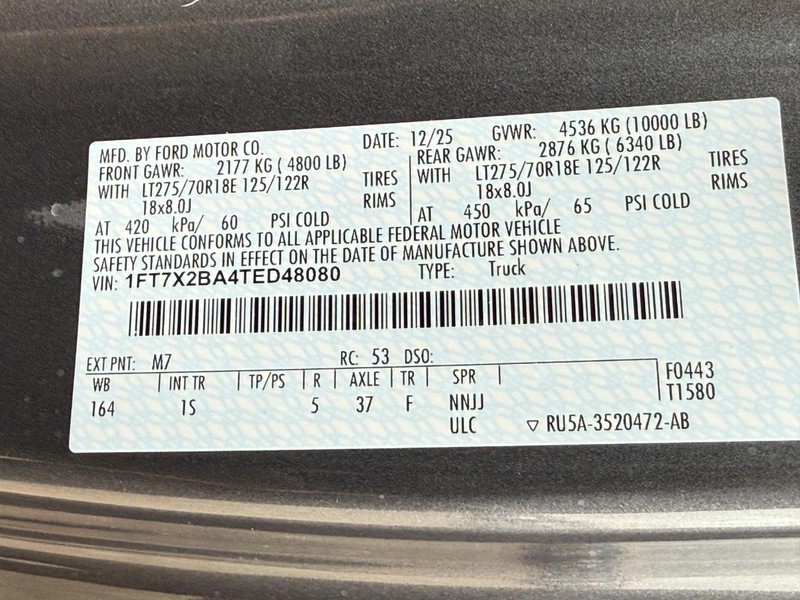 MFD. BY FORD MOTOR CO. DATE: 12/25 GVWR: 4536 KG (10000 LB)
FRONT GAWR: 2177 KG ( 4800 LB) REAR GAWR: 2876 KG ( 6340 LB)
WITH LT275/70R18E 125/122R TIRES WITH LT275/70R18E 125/122R TIRES
18x8.0J RIMS 18x8.0J RIMS
AT 420 kPa/ 60 PSI COLD AT 450 kPa/ 65 PSI COLD
THIS VEHICLE CONFORMS TO ALL APPLICABLE FEDERAL MOTOR VEHICLE
SAFETY STANDARDS IN EFFECT ON THE DATE OF MANUFACTURE SHOWN ABOVE.
VIN: 1FT7X2BA4TED48080 TYPE: Truck
EXT PNT: M7 RC: 53 DSO:
WB INT TR TP/PS R AXLE TR SPR F0443
164 1S 5 37 F NNJJ T1580
ULC ▽ RU5A-3520472-AB